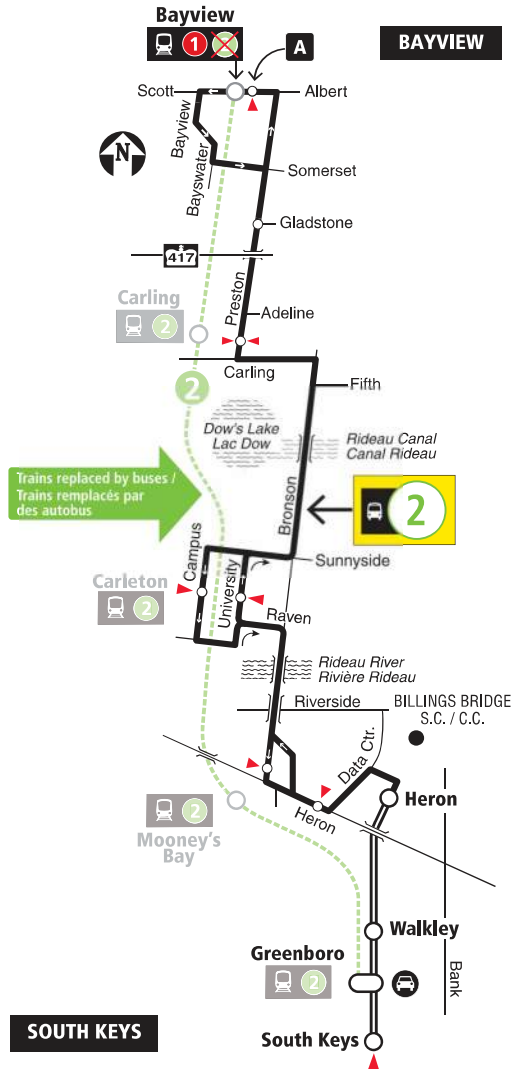 Bayview
1
A
BAYVIEW
Scott
Albert
Bayview
Bayswater
Somerset
N
Gladstone
417
Preston
Carling
2
Adeline
Carling
2
Fifth
Dow's Lake
Lac Dow
Rideau Canal
Canal Rideau
Trains replaced by buses /
Trains remplacés par
des autobus
Bronson
2
Campus
University
Sunnyside
Carleton
2
Raven
Rideau River
Rivière Rideau
Riverside
BILLINGS BRIDGE
S.C. / C.C.
Data Ctr.
Heron
Heron
2
Mooney's
Bay
Walkley
Greenboro
2
Bank
SOUTH KEYS
South Keys